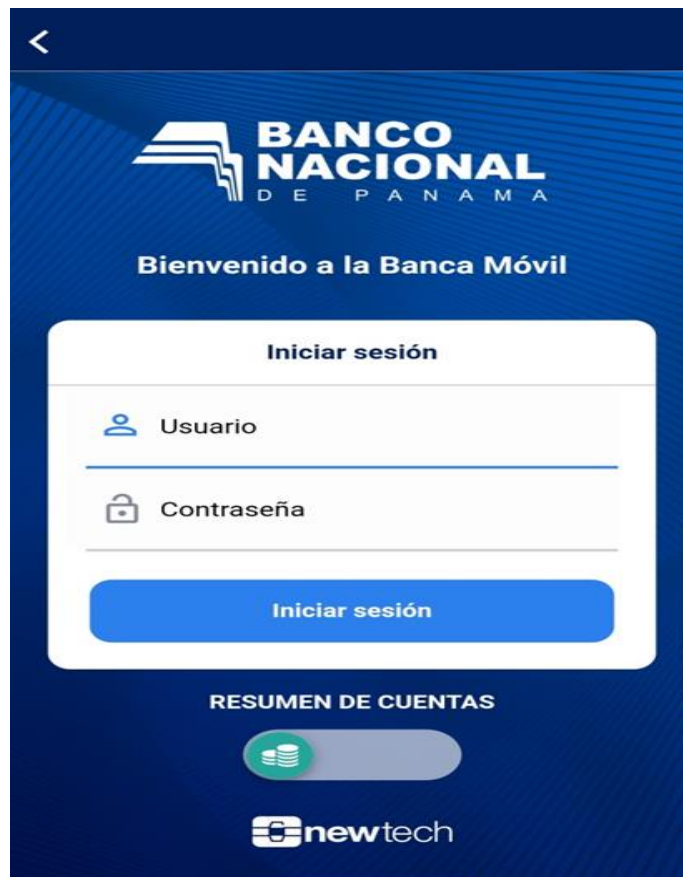 BANCO
NACIONAL
DE PANAMA
Bienvenido a la Banca Móvil
Iniciar sesión
Usuario
Contraseña
Iniciar sesión
RESUMEN DE CUENTAS
newtech